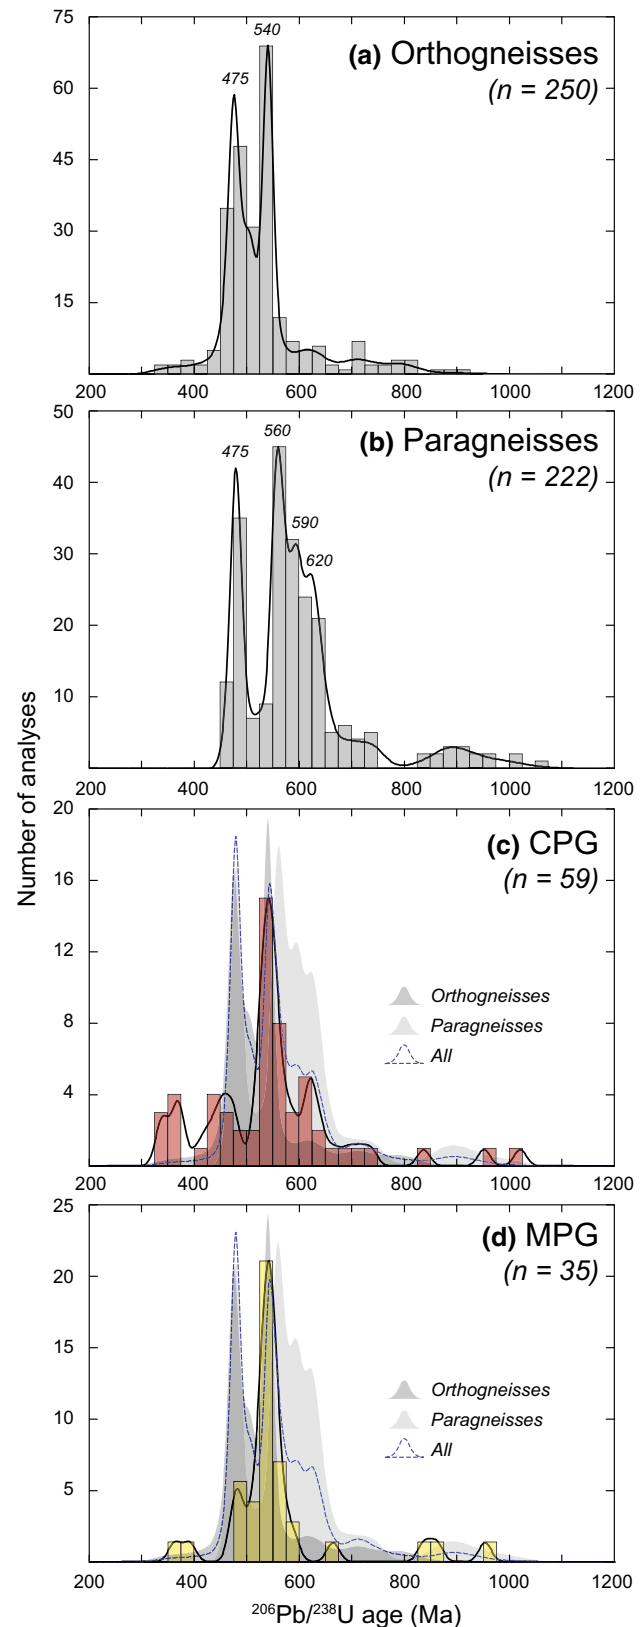 75
60
45
30
15
475
540
(a) Orthogneisses
(n = 250)
200 400 600 800 1000 1200
50
40
30
20
10
475
560
590
620
(b) Paragneisses
(n = 222)
200 400 600 800 1000 1200
Number of analyses
20
16
12
8
4
(c) CPG
(n = 59)
Orthogneisses
Paragneisses
All
200 400 600 800 1000 1200
25
20
15
10
5
(d) MPG
(n = 35)
Orthogneisses
Paragneisses
All
200 400 600 800 1000 1200
²⁰⁶Pb/²³⁸U age (Ma)